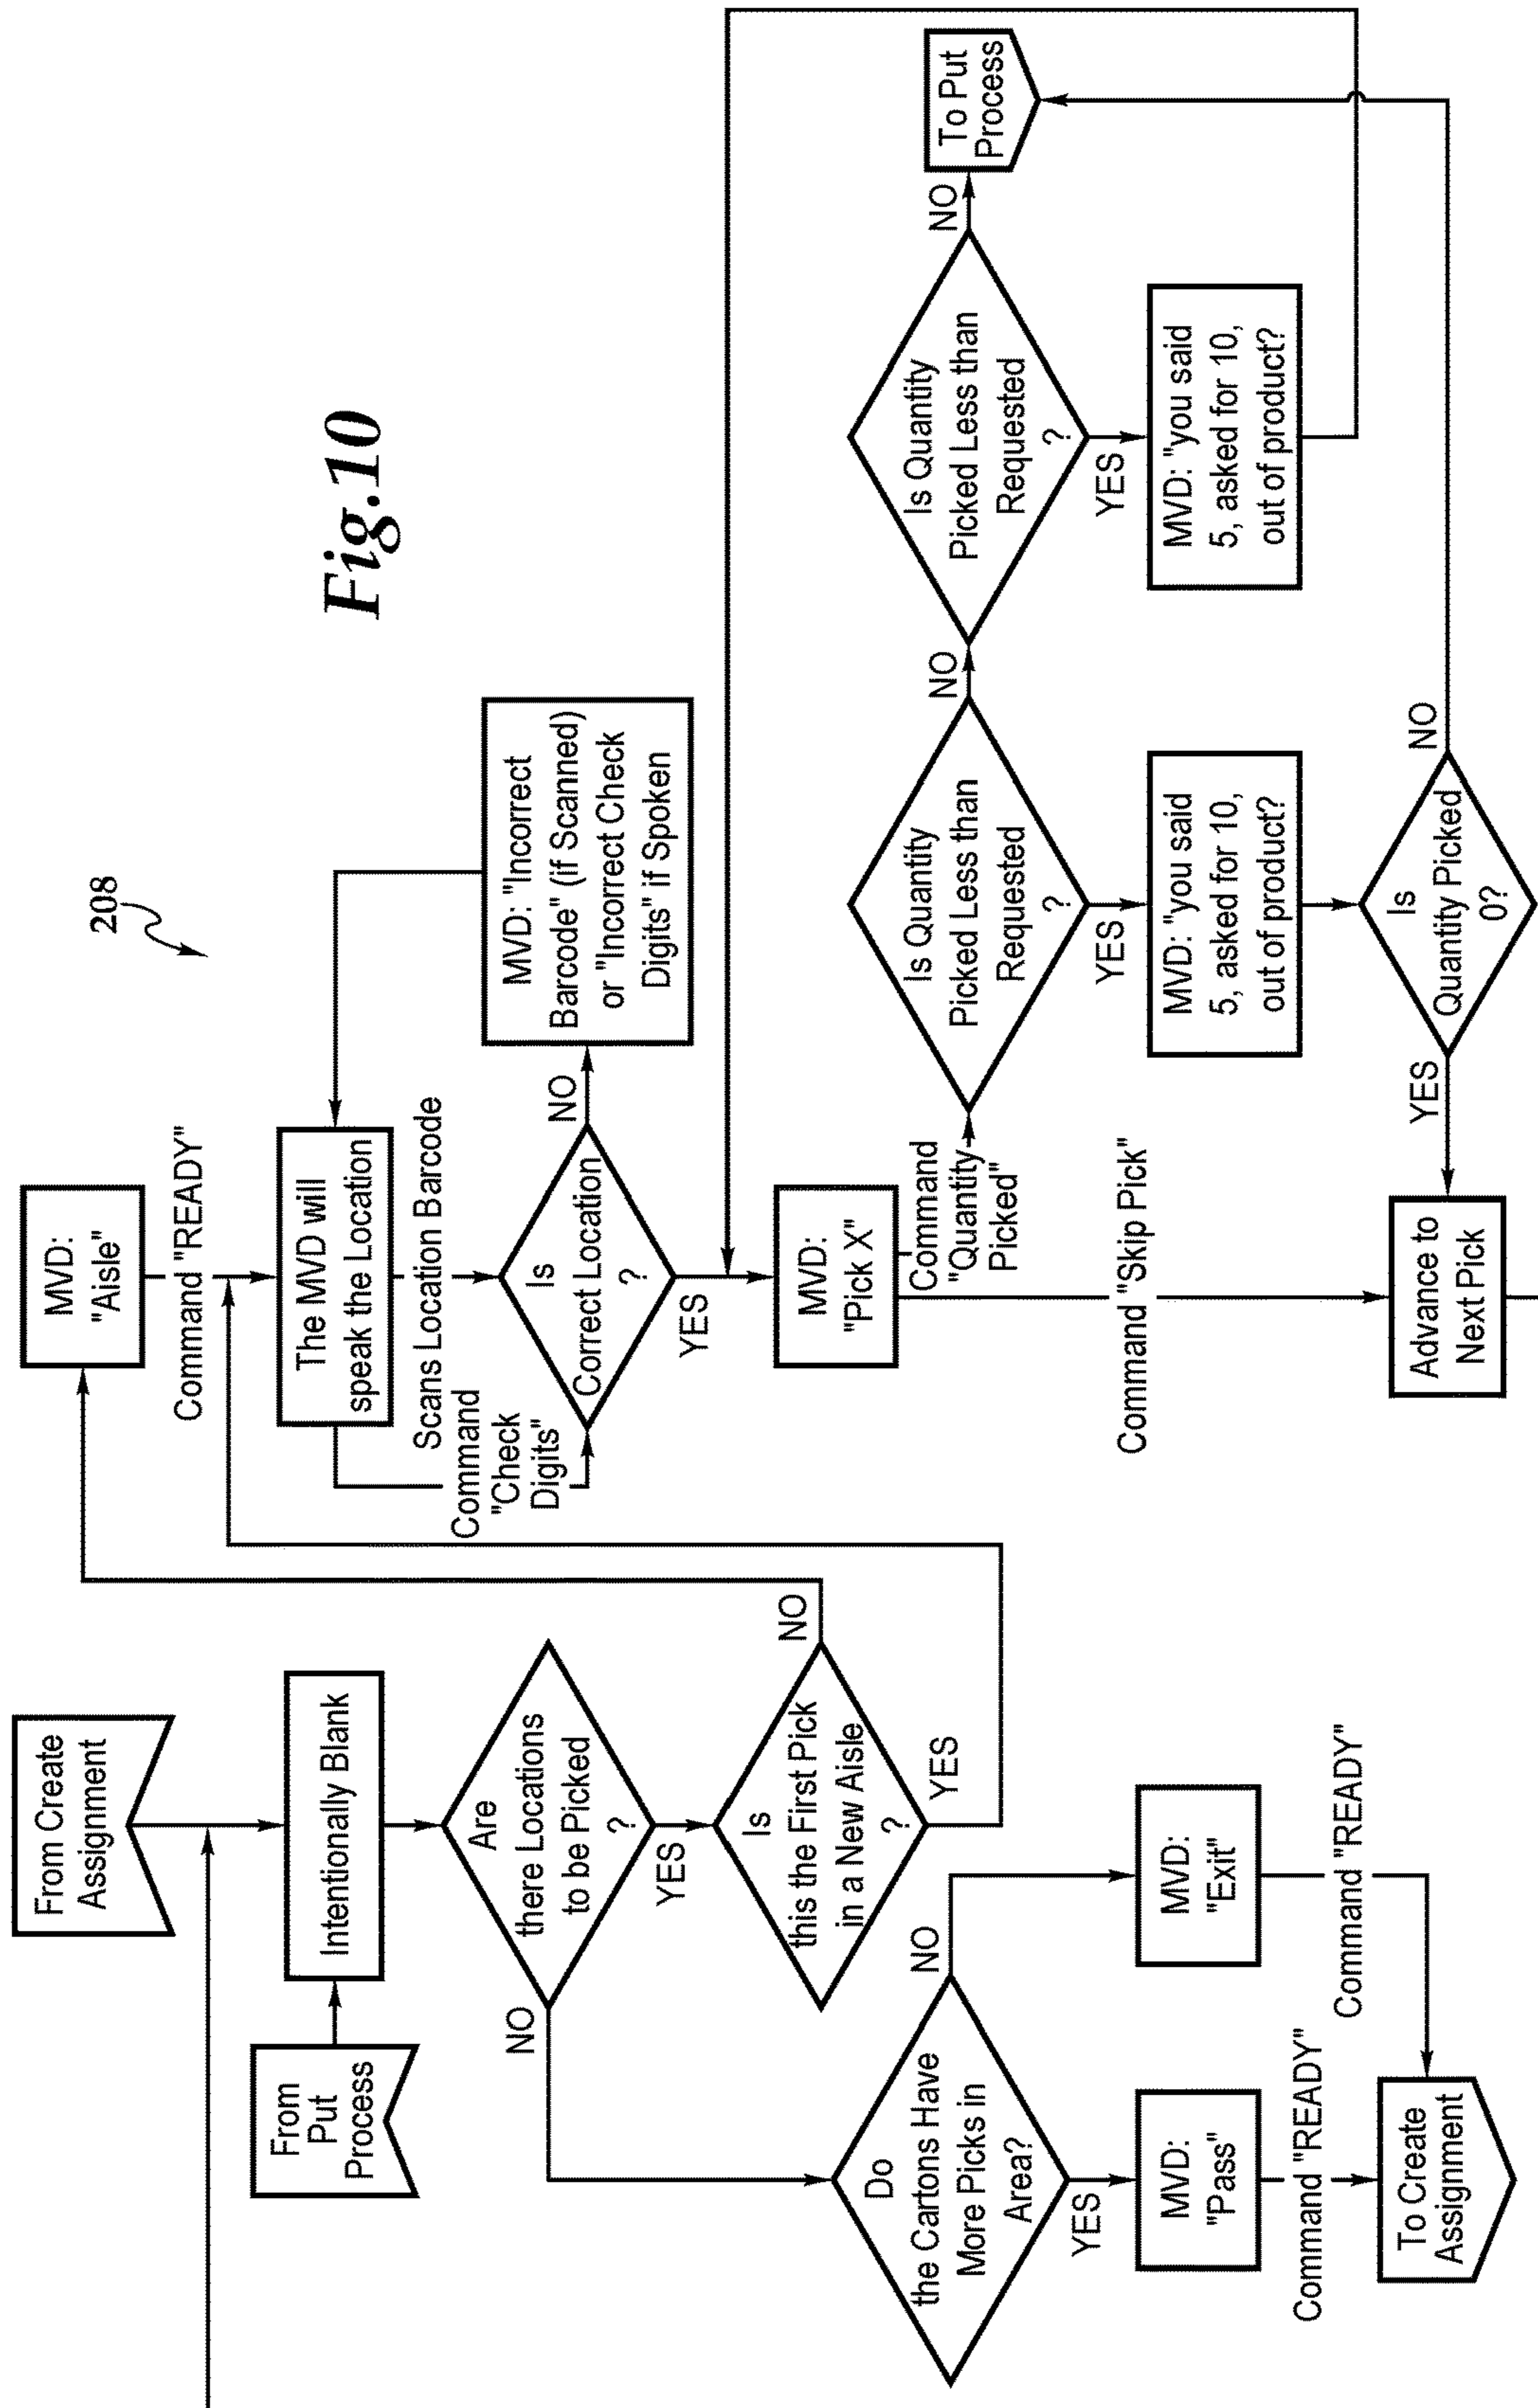 Fig.10
208
From Create
Assignment
From
Put
Process
Intentionally Blank
Are
there Locations
to be Picked
?
NO
YES
Is
this the First Pick
in a New Aisle
?
NO
YES
Do
the Cartons Have
More Picks in
Area?
NO
YES
MVD:
"Pass"
MVD:
"Exit"
Command "READY"
Command "READY"
To Create
Assignment
MVD:
"Aisle"
Command "READY"
The MVD will
speak the Location
Command
"Check
Digits"
Scans Location Barcode
Is
Correct Location
?
NO
YES
MVD: "Incorrect
Barcode" (if Scanned)
or "Incorrect Check
Digits" if Spoken
MVD:
"Pick X"
Command
"Quantity
Picked"
Command "Skip Pick"
Is Quantity
Picked Less than
Requested
?
NO
YES
Is Quantity
Picked Less than
Requested
?
NO
YES
To Put
Process
MVD: "you said
5, asked for 10,
out of product?
MVD: "you said
5, asked for 10,
out of product?
Is
Quantity Picked
0?
YES
NO
Advance to
Next Pick